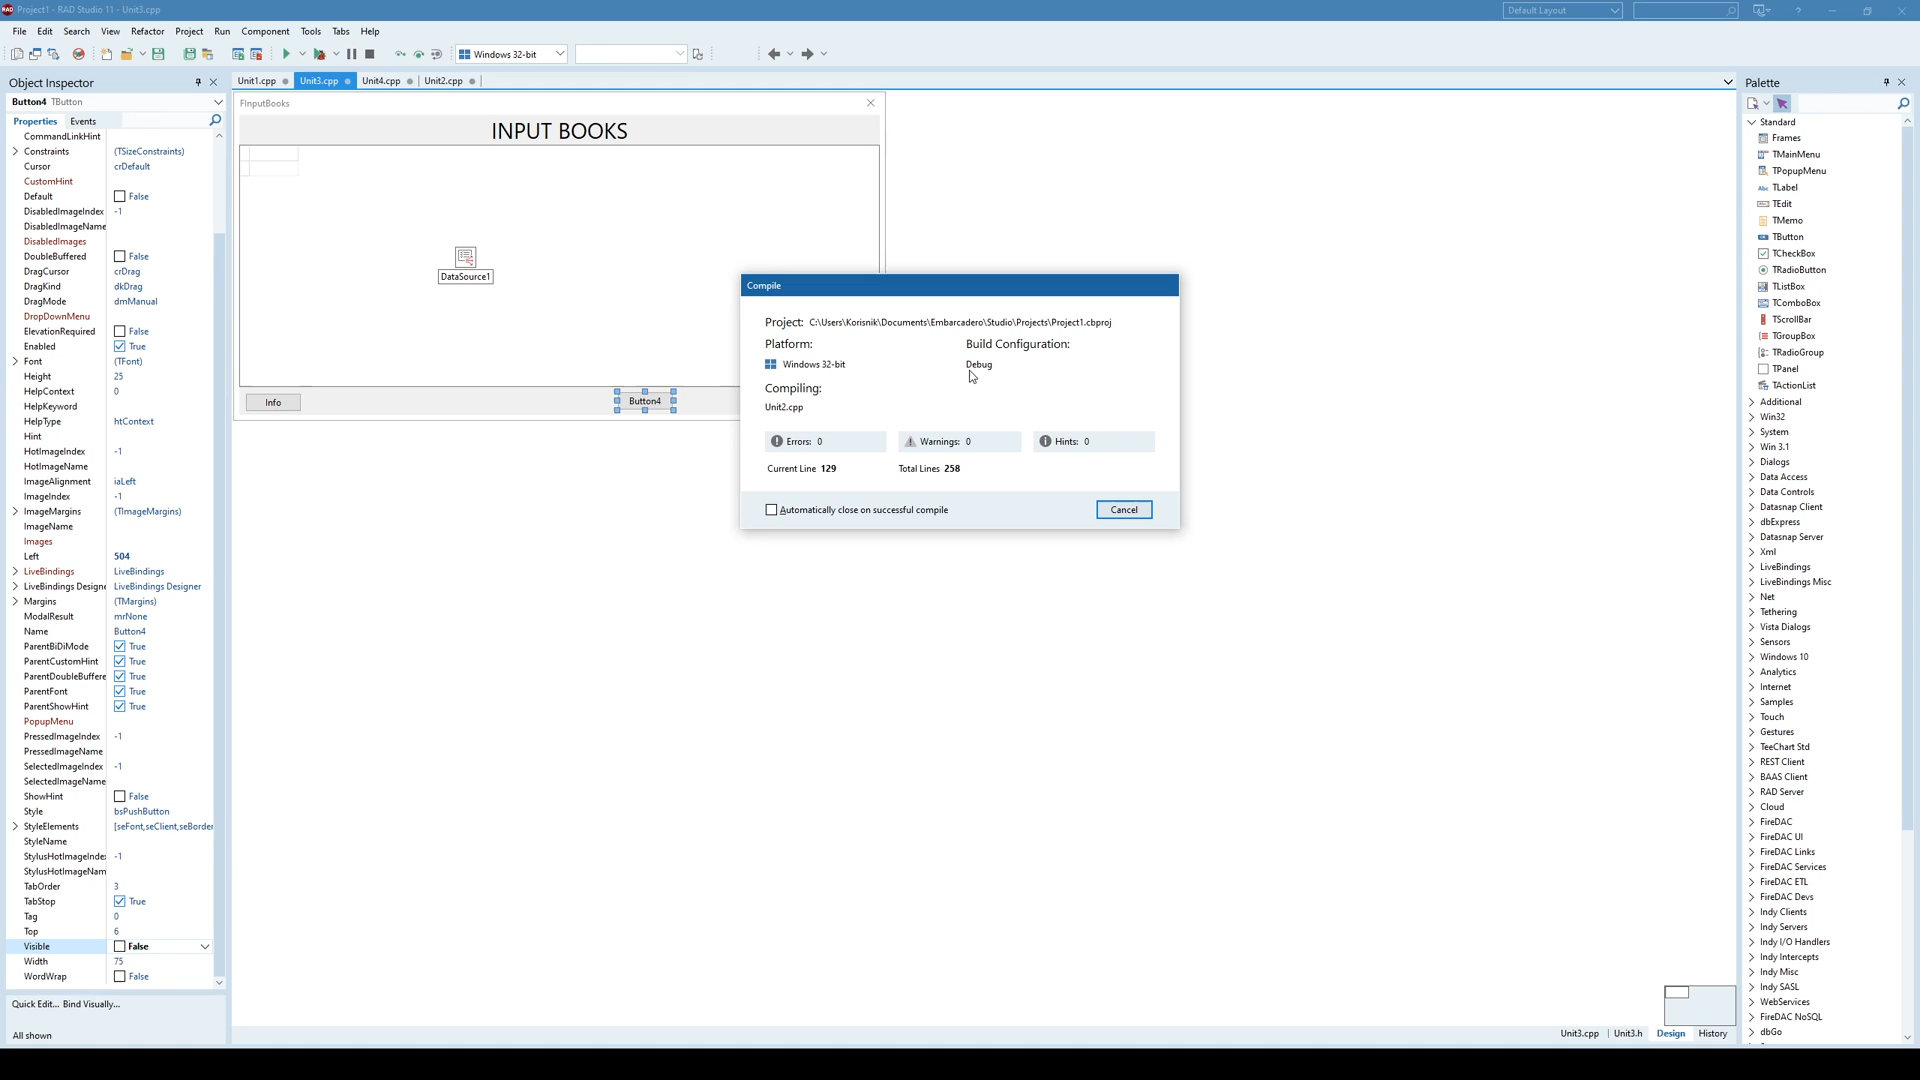 Project1 - RAD Studio 11 - Unit3.cpp
Default Layout
File Edit Search View Refactor Project Run Component Tools Tabs Help
Windows 32-bit
Object Inspector
Button4 TButton
Properties Events
CommandLinkHint
Constraints (TSizeConstraints)
Cursor crDefault
CustomHint
Default False
DisabledImageIndex -1
DisabledImageName
DisabledImages
DoubleBuffered False
DragCursor crDrag
DragKind dkDrag
DragMode dmManual
DropDownMenu
ElevationRequired False
Enabled True
Font (TFont)
Height 25
HelpContext 0
HelpKeyword
HelpType htContext
Hint
HotImageIndex -1
HotImageName
ImageAlignment iaLeft
ImageIndex -1
ImageMargins (TImageMargins)
ImageName
Images
Left 504
LiveBindings LiveBindings
LiveBindings Designe LiveBindings Designer
Margins (TMargins)
ModalResult mrNone
Name Button4
ParentBiDiMode True
ParentCustomHint True
ParentDoubleBuffere True
ParentFont True
ParentShowHint True
PopupMenu
PressedImageIndex -1
PressedImageName
SelectedImageIndex -1
SelectedImageName
ShowHint False
Style bsPushButton
StyleElements [seFont,seClient,seBorder
StyleName
StylusHotImageIndex -1
StylusHotImageNam
TabOrder 3
TabStop True
Tag 0
Top 6
Visible False
Width 75
WordWrap False
Quick Edit... Bind Visually...
All shown
Unit1.cpp Unit3.cpp Unit4.cpp Unit2.cpp
FInputBooks
INPUT BOOKS
DataSource1
Info
Button4
Compile
Project: C:\Users\Korisnik\Documents\Embarcadero\Studio\Projects\Project1.cbproj
Platform: Build Configuration:
Windows 32-bit Debug
Compiling:
Unit2.cpp
Errors: 0 Warnings: 0 Hints: 0
Current Line 129 Total Lines 258
Automatically close on successful compile Cancel
Unit3.cpp Unit3.h Design History
Palette
Standard
Frames
TMainMenu
TPopupMenu
Abc TLabel
TEdit
TMemo
TButton
TCheckBox
TRadioButton
TListBox
TComboBox
TScrollBar
TGroupBox
TRadioGroup
TPanel
TActionList
Additional
Win32
System
Win 3.1
Dialogs
Data Access
Data Controls
Datasnap Client
dbExpress
Datasnap Server
Xml
LiveBindings
LiveBindings Misc
Net
Tethering
Vista Dialogs
Sensors
Windows 10
Analytics
Internet
Samples
Touch
Gestures
TeeChart Std
REST Client
BAAS Client
RAD Server
Cloud
FireDAC
FireDAC UI
FireDAC Links
FireDAC Services
FireDAC ETL
FireDAC Devs
Indy Clients
Indy Servers
Indy I/O Handlers
Indy Intercepts
Indy Misc
Indy SASL
WebServices
FireDAC NoSQL
dbGo